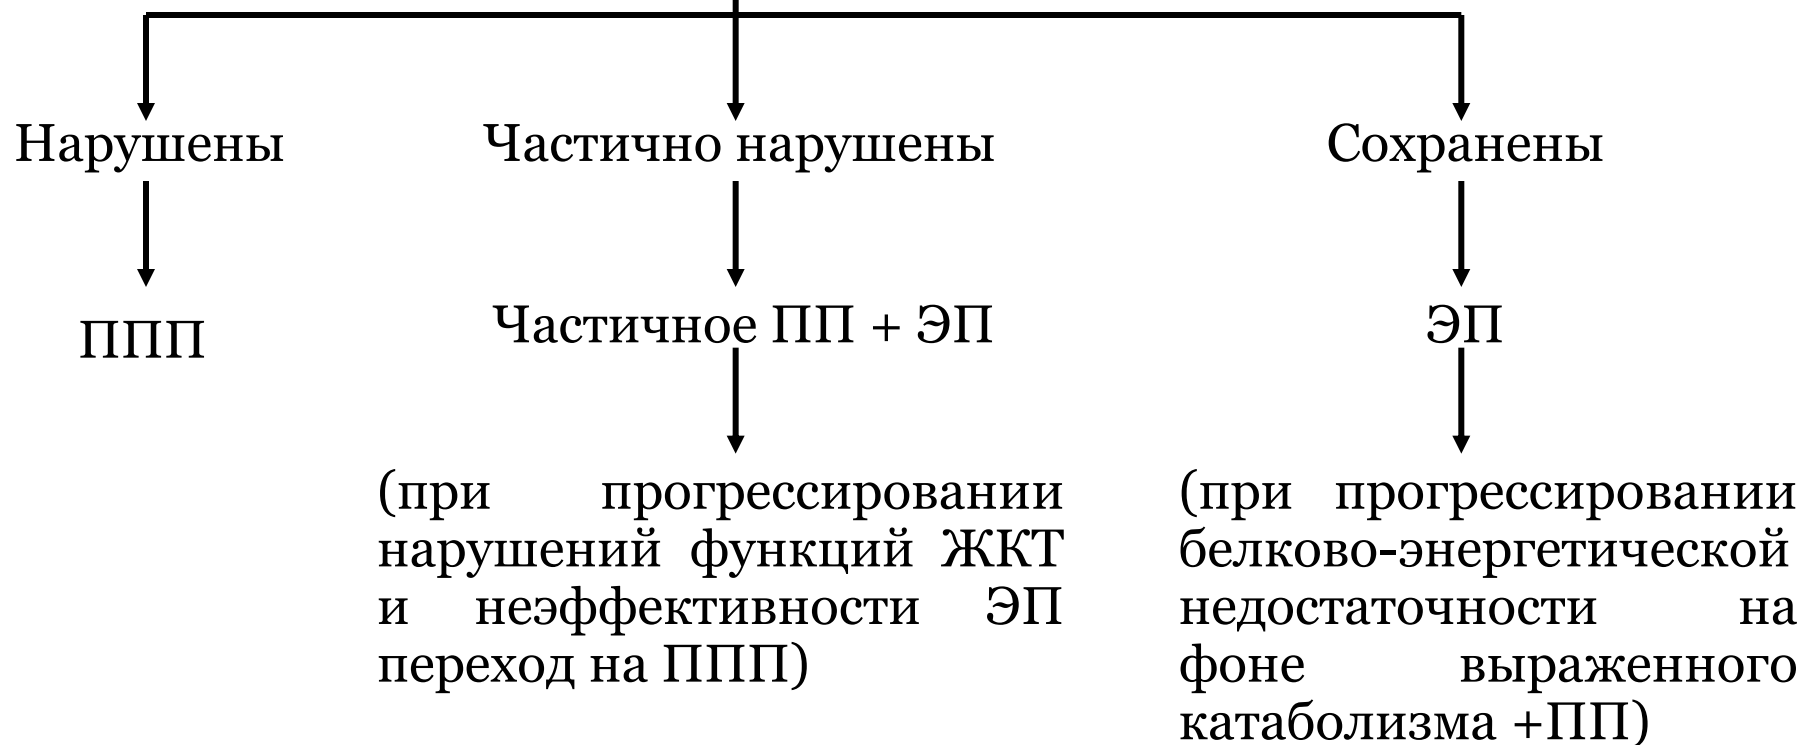 Нарушены
Частично нарушены
Сохранены
ППП
Частичное ПП + ЭП
ЭП
(при прогрессировании
нарушений функций ЖКТ
и неэффективности ЭП
переход на ППП)
(при прогрессировании
белково-энергетической
недостаточности на
фоне выраженного
катаболизма +ПП)